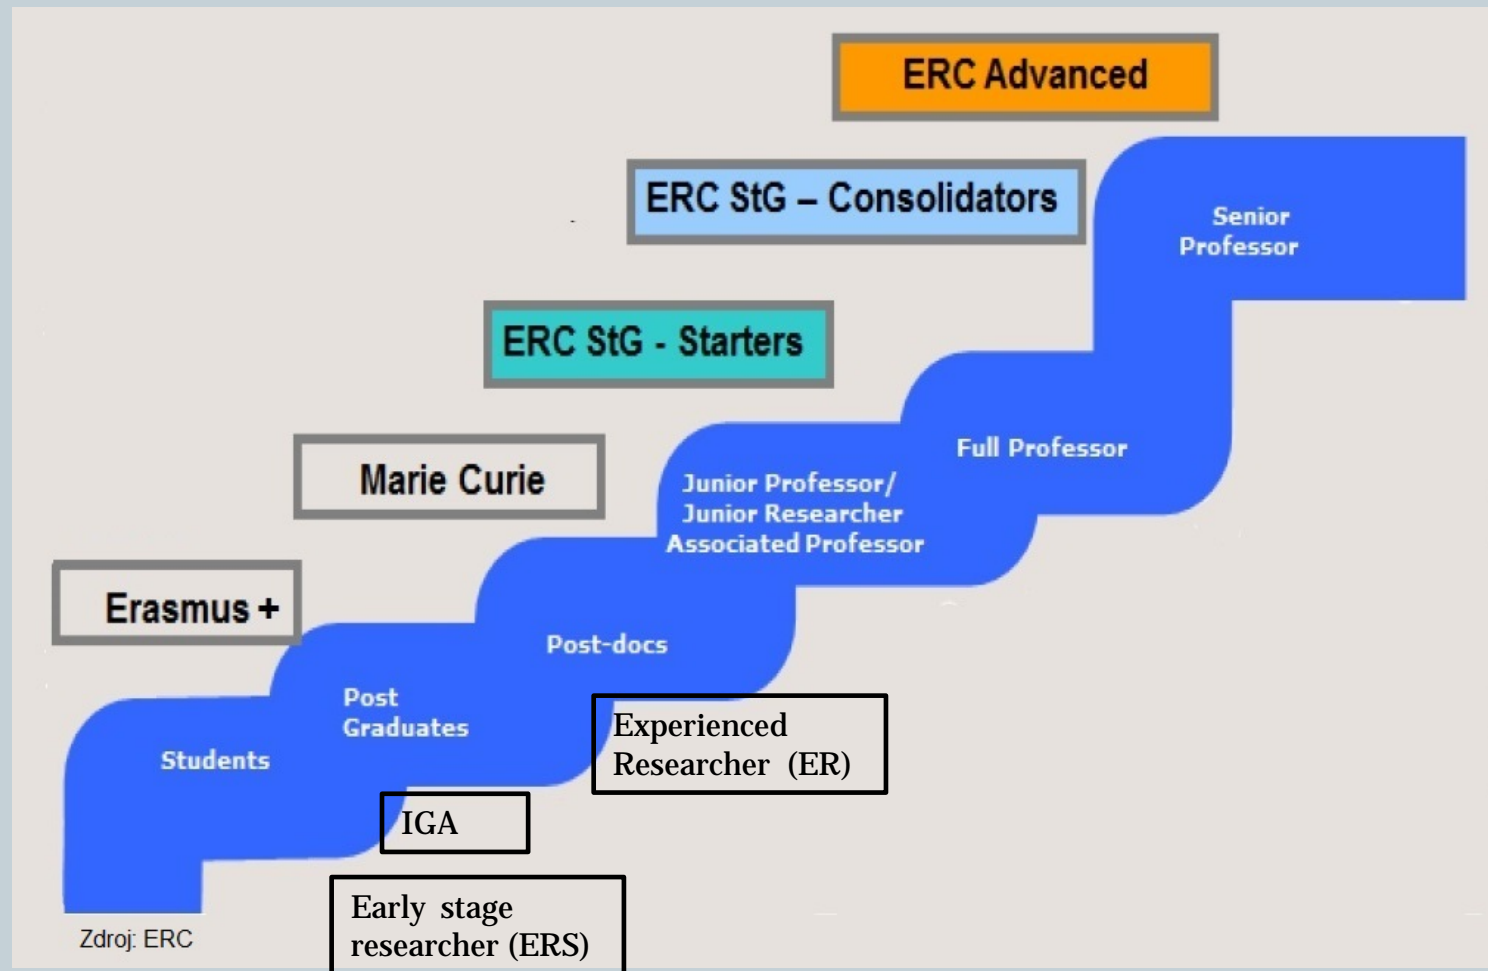 ERC Advanced
ERC StG – Consolidators
Senior
Professor
ERC StG - Starters
Full Professor
Marie Curie
Junior Professor/
Junior Researcher
Associated Professor
Erasmus +
Post-docs
Post
Graduates
Students
Experienced
Researcher (ER)
IGA
Early stage
researcher (ERS)
Zdroj: ERC